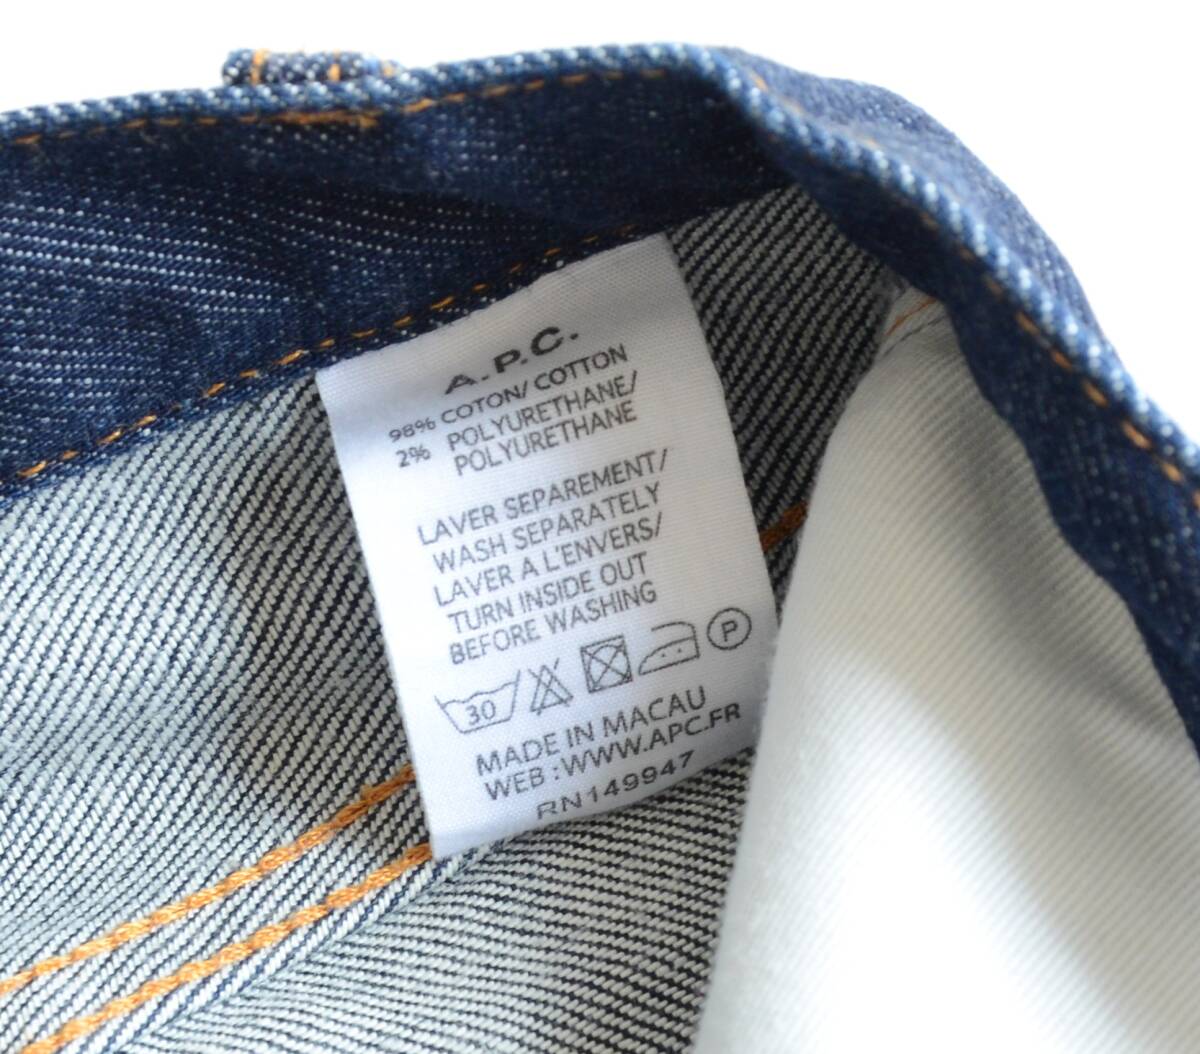 A.P.C.
98% COTON/ COTTON
2% POLYURETHANE/
POLYURETHANE
LAVER SEPAREMENT/
WASH SEPARATELY
LAVER A L'ENVERS/
TURN INSIDE OUT
BEFORE WASHING
30 P
MADE IN MACAU
WEB : WWW.APC.FR
RN149947